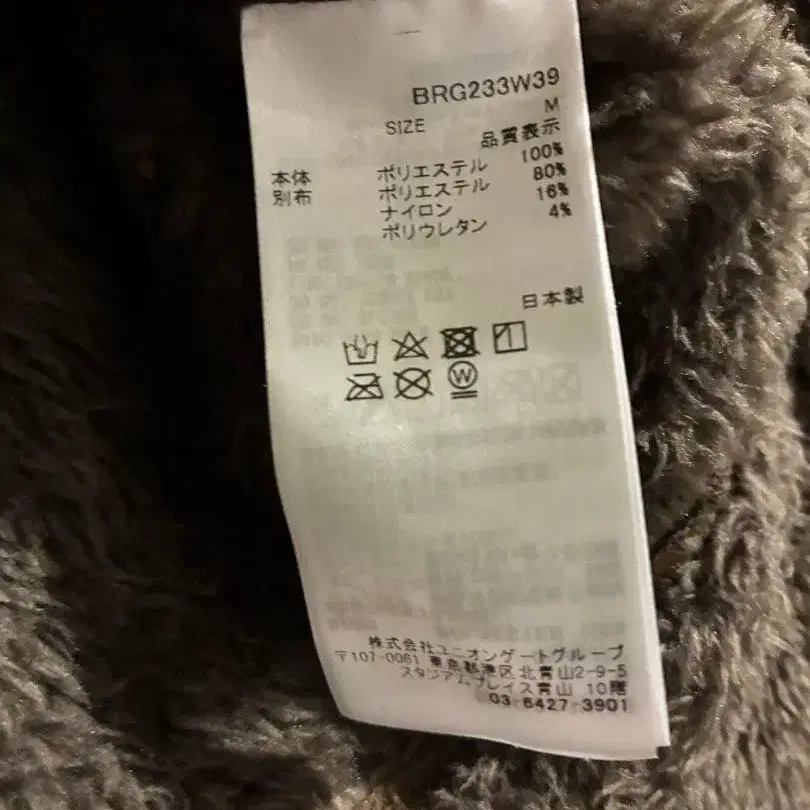 BRG233W39
SIZE M
品質表示
本体 ポリエステル 100%
別布 ポリエステル 80%
ナイロン 16%
ポリウレタン 4%
日本製
W
株式会社ユニオンゲートグループ
〒107-0061 東京都港区北青山2-9-5
スタジアムプレイス青山 10階
03-6427-3901